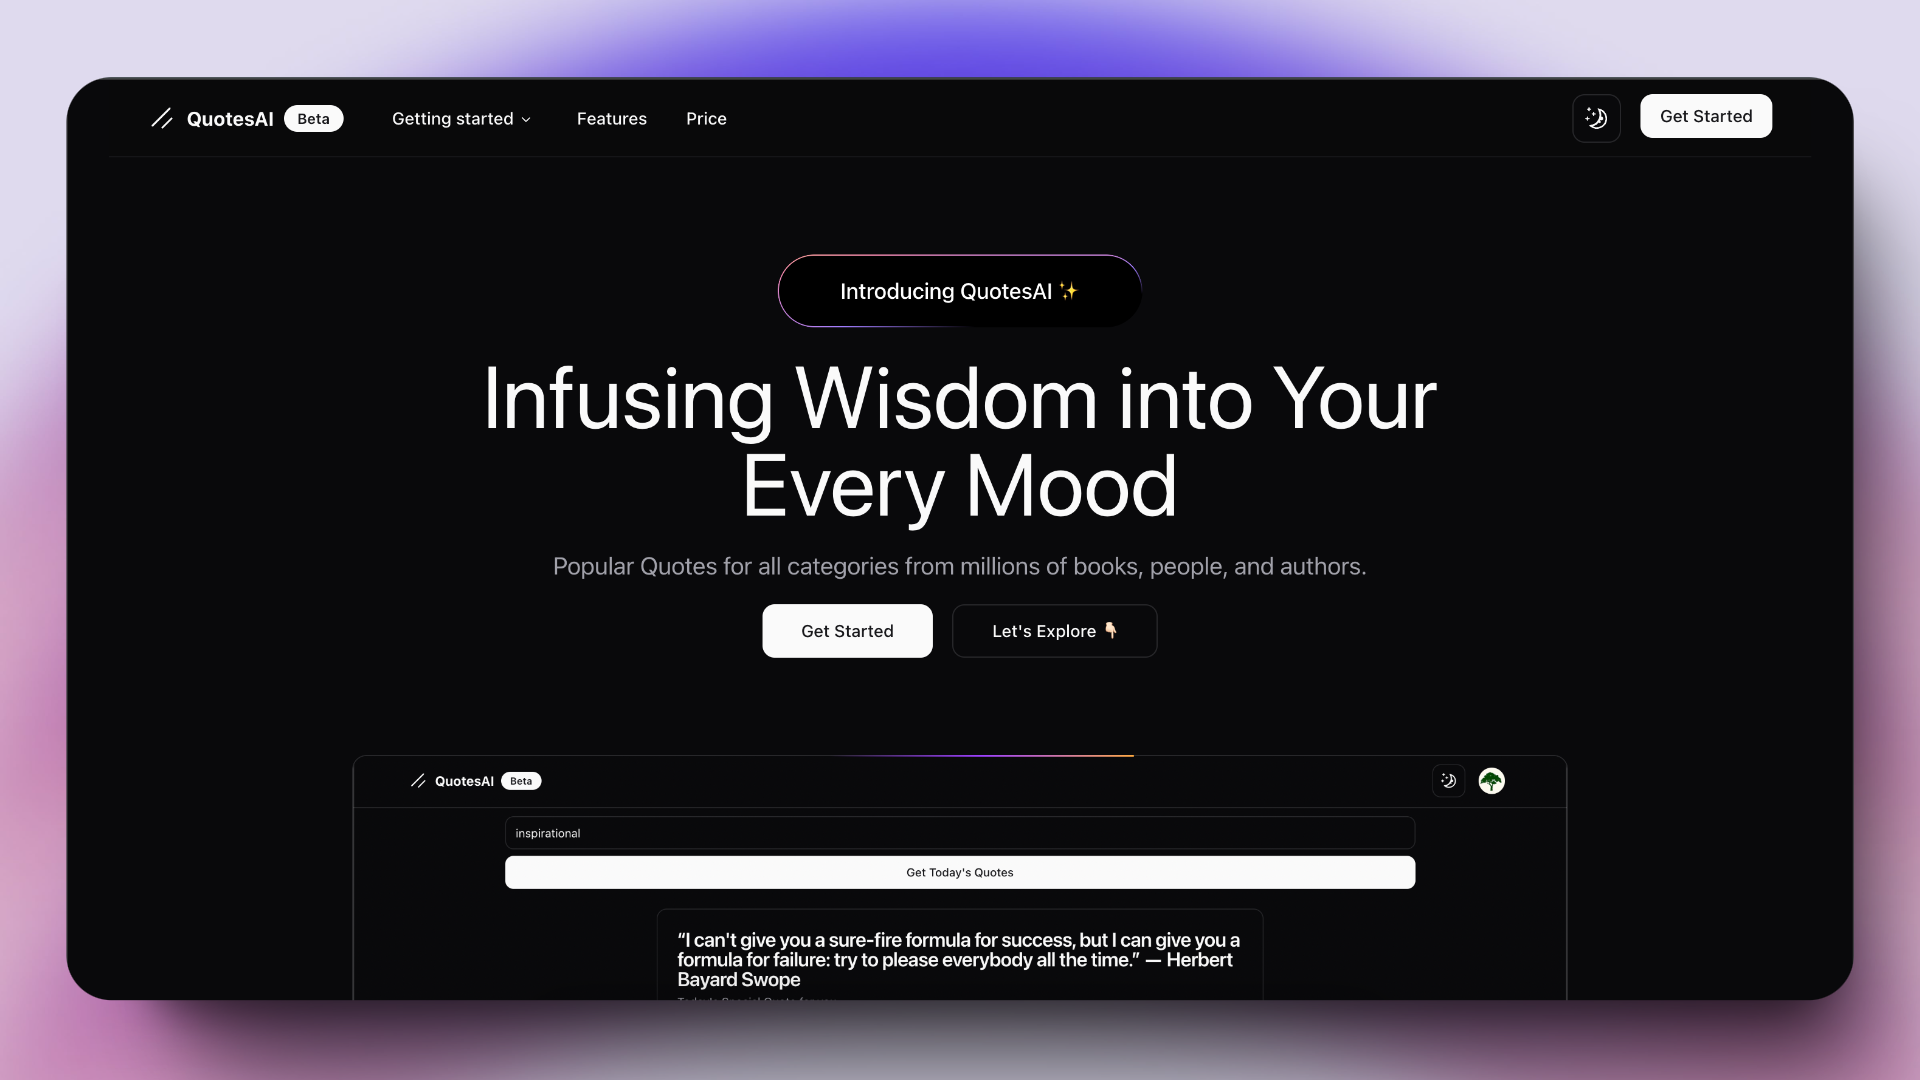 QuotesAI Beta Getting started Features Price Get Started
Introducing QuotesAI ✨
Infusing Wisdom into Your
Every Mood
Popular Quotes for all categories from millions of books, people, and authors.
Get Started Let's Explore 👇🏻
QuotesAI Beta
inspirational
Get Today's Quotes
“I can't give you a sure-fire formula for success, but I can give you a
formula for failure: try to please everybody all the time.” — Herbert
Bayard Swope